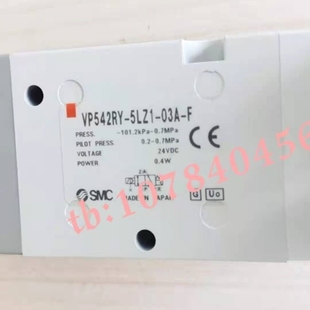 VP542RY-5LZ1-03A-F
PRESS. -101.2kPa-0.7MPa
PILOT PRESS. 0.2-0.7MPa
VOLTAGE 24VDC
POWER 0.4W
CE
SMC
MADE IN JAPAN
tb:107840456